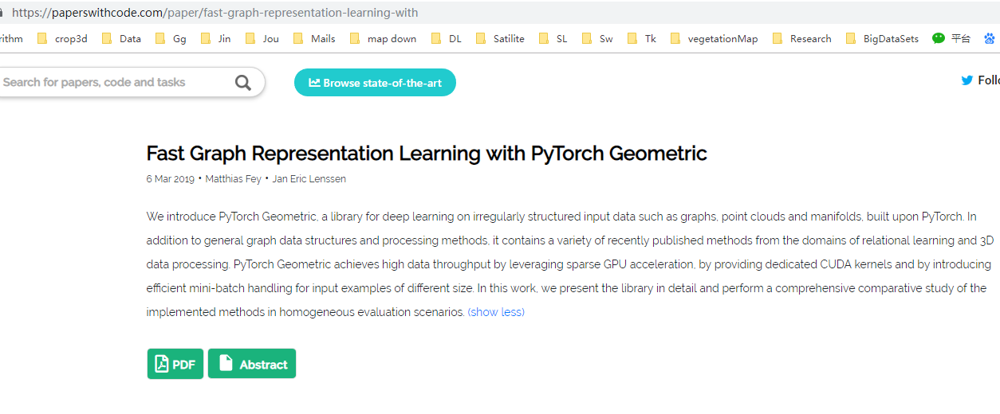 https://paperswithcode.com/paper/fast-graph-representation-learning-with
rithm crop3d Data Gg Jin Jou Mails map down DL Satilite SL Sw Tk vegetationMap Research BigDataSets 平台
Search for papers, code and tasks Browse state-of-the-art Follo
Fast Graph Representation Learning with PyTorch Geometric
6 Mar 2019 • Matthias Fey • Jan Eric Lenssen
We introduce PyTorch Geometric, a library for deep learning on irregularly structured input data such as graphs, point clouds and manifolds, built upon PyTorch. In
addition to general graph data structures and processing methods, it contains a variety of recently published methods from the domains of relational learning and 3D
data processing. PyTorch Geometric achieves high data throughput by leveraging sparse GPU acceleration, by providing dedicated CUDA kernels and by introducing
efficient mini-batch handling for input examples of different size. In this work, we present the library in detail and perform a comprehensive comparative study of the
implemented methods in homogeneous evaluation scenarios. (show less)
PDF Abstract